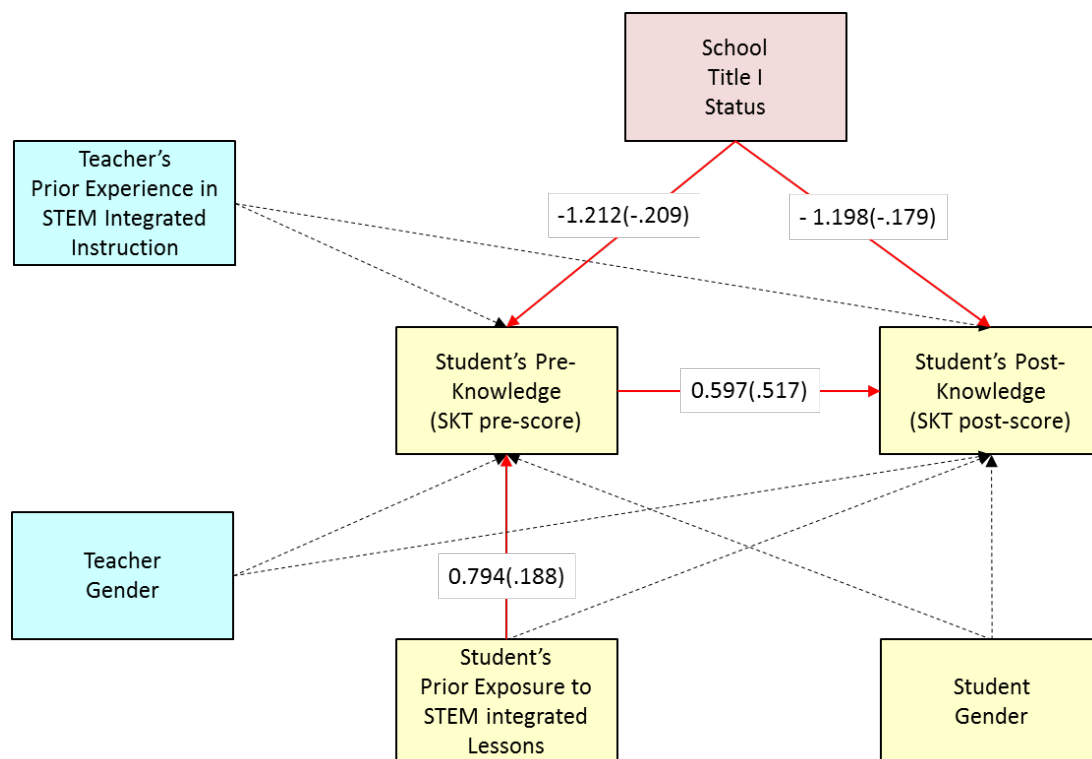 School
Title I
Status
Teacher's
Prior Experience in
STEM Integrated
Instruction
-1.212(-.209)
- 1.198(-.179)
Student's Pre-
Knowledge
(SKT pre-score)
0.597(.517)
Student's Post-
Knowledge
(SKT post-score)
Teacher
Gender
0.794(.188)
Student's
Prior Exposure to
STEM integrated
Lessons
Student
Gender